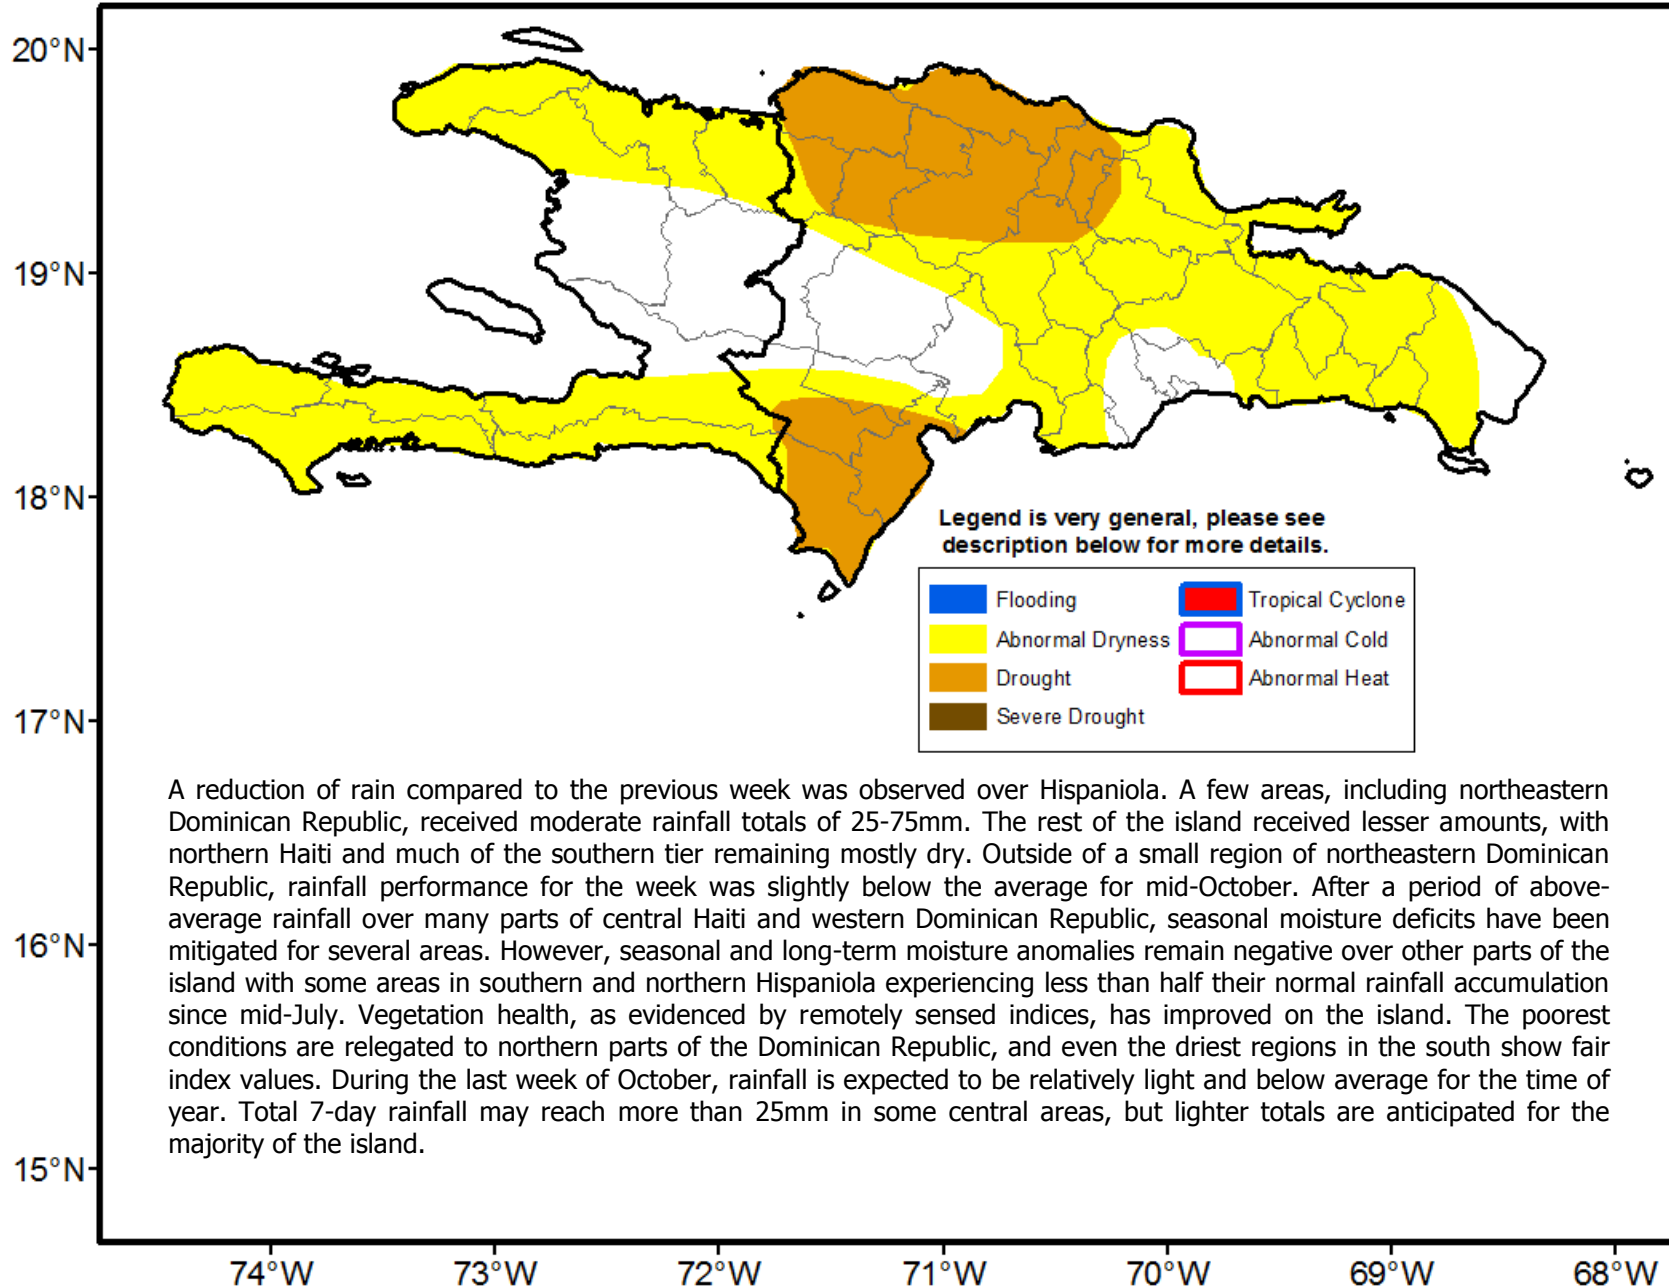 20°N
19°N
18°N
17°N
16°N
15°N
Legend is very general, please see
description below for more details.
Flooding
Tropical Cyclone
Abnormal Dryness
Abnormal Cold
Drought
Abnormal Heat
Severe Drought
A reduction of rain compared to the previous week was observed over Hispaniola. A few areas, including northeastern
Dominican Republic, received moderate rainfall totals of 25-75mm. The rest of the island received lesser amounts, with
northern Haiti and much of the southern tier remaining mostly dry. Outside of a small region of northeastern Dominican
Republic, rainfall performance for the week was slightly below the average for mid-October. After a period of above-
average rainfall over many parts of central Haiti and western Dominican Republic, seasonal moisture deficits have been
mitigated for several areas. However, seasonal and long-term moisture anomalies remain negative over other parts of the
island with some areas in southern and northern Hispaniola experiencing less than half their normal rainfall accumulation
since mid-July. Vegetation health, as evidenced by remotely sensed indices, has improved on the island. The poorest
conditions are relegated to northern parts of the Dominican Republic, and even the driest regions in the south show fair
index values. During the last week of October, rainfall is expected to be relatively light and below average for the time of
year. Total 7-day rainfall may reach more than 25mm in some central areas, but lighter totals are anticipated for the
majority of the island.
74°W
73°W
72°W
71°W
70°W
69°W
68°W